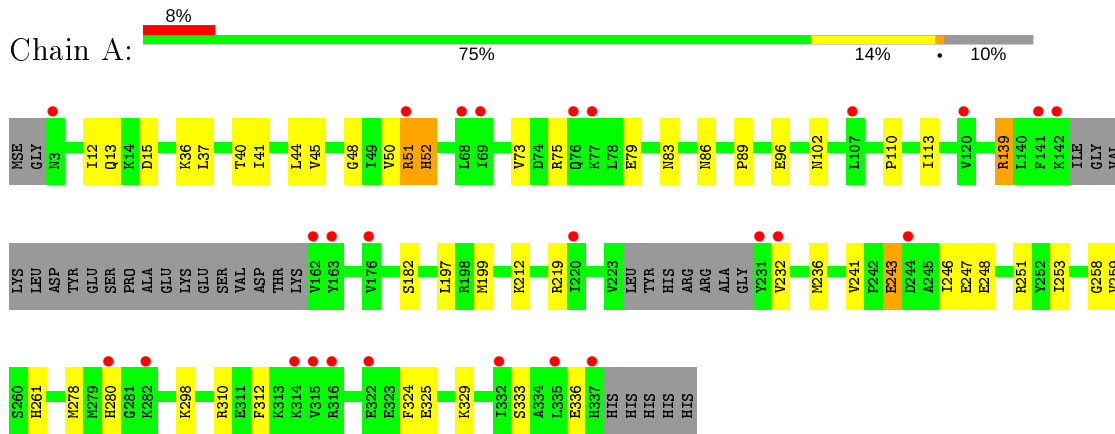 8%
Chain A:
75% 14% • 10%
MSE GLY N3 I12 Q13 K14 D15 K36 L37 T40 I41 L44 V45 G48 I49 V50 R51 H52 L68 I69 V73 D74 R75 Q76 K77 L78 E79 N83 N86 P89 E96 N102 L107 P110 I113 V120 R139 L140 F141 K142 ILE GLY VAL
LYS LEU ASP TYR GLU SER PRO ALA GLU LYS GLU SER VAL ASP THR LYS V162 Y163 V176 S182 L197 R198 M199 K212 R219 I220 V223 LEU TYR HIS ARG ARG ALA GLY Y231 V232 M236 V241 P242 E243 D244 A245 I246 E247 E248 R251 Y252 I253 G258 V259
S260 H261 M278 M279 H280 G281 K282 K298 R310 E311 F312 K313 K314 V315 R316 E322 E323 F324 E325 K329 I332 S333 A334 L335 E336 H337 HIS HIS HIS HIS HIS